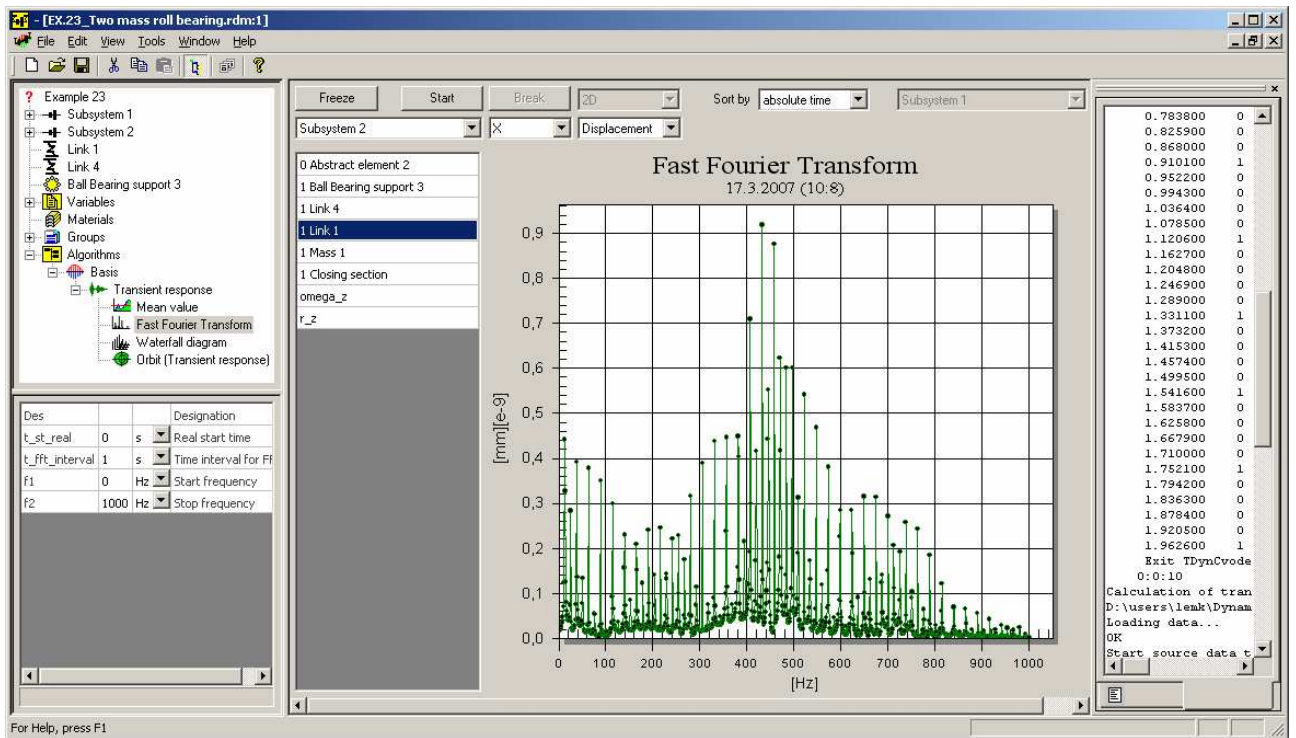 - [EX.23_Two mass roll bearing.rdm:1]
File Edit View Tools Window Help
? Example 23
Subsystem 1
Subsystem 2
Link 1
Link 4
Ball Bearing support 3
Variables
Materials
Groups
Algorithms
Basis
Transient response
Mean value
Fast Fourier Transform
Waterfall diagram
Orbit (Transient response)
Des Designation
t_st_real 0 s Real start time
t_fft_interval 1 s Time interval for FF
f1 0 Hz Start frequency
f2 1000 Hz Stop frequency
Freeze Start Break 2D Sort by absolute time Subsystem 1
Subsystem 2 X Displacement
0 Abstract element 2
1 Ball Bearing support 3
1 Link 4
1 Link 1
1 Mass 1
1 Closing section
omega_z
r_z
Fast Fourier Transform
17.3.2007 (10:8)
0,9
0,8
0,7
0,6
0,5
0,4
0,3
0,2
0,1
0,0
[mm][e-9]
0 100 200 300 400 500 600 700 800 900 1000
[Hz]
0.783800 0
0.825900 0
0.868000 0
0.910100 1
0.952200 0
0.994300 0
1.036400 0
1.078500 0
1.120600 1
1.162700 0
1.204800 0
1.246900 0
1.289000 0
1.331100 1
1.373200 0
1.415300 0
1.457400 0
1.499500 0
1.541600 1
1.583700 0
1.625800 0
1.667900 0
1.710000 0
1.752100 1
1.794200 0
1.836300 0
1.878400 0
1.920500 0
1.962600 1
Exit TDynCvode
0:0:10
Calculation of tran
D:\users\lemk\Dynam
Loading data...
OK
Start source data t
For Help, press F1